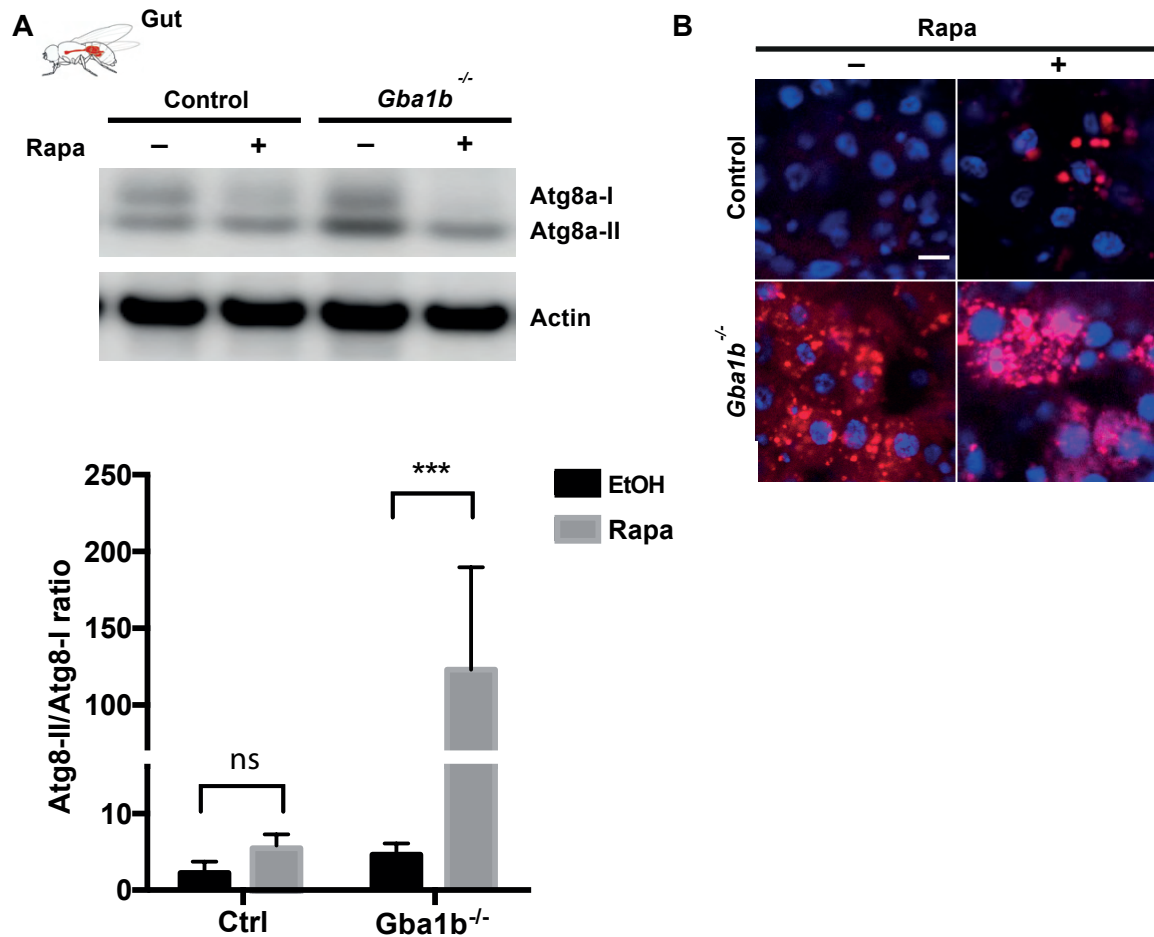 A
Gut
Control Gba1b-/-
Rapa – + – +
Atg8a-I
Atg8a-II
Actin
Atg8-II/Atg8-I ratio
250
200
150
100
10
0
ns
***
EtOH
Rapa
Ctrl Gba1b-/-
B
Rapa
– +
Control
Gba1b-/-